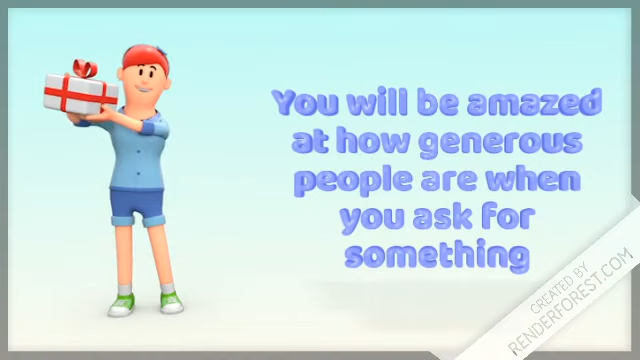 You will be amazed
at how generous
people are when
you ask for
something
CREATED BY
RENDERFOREST.COM